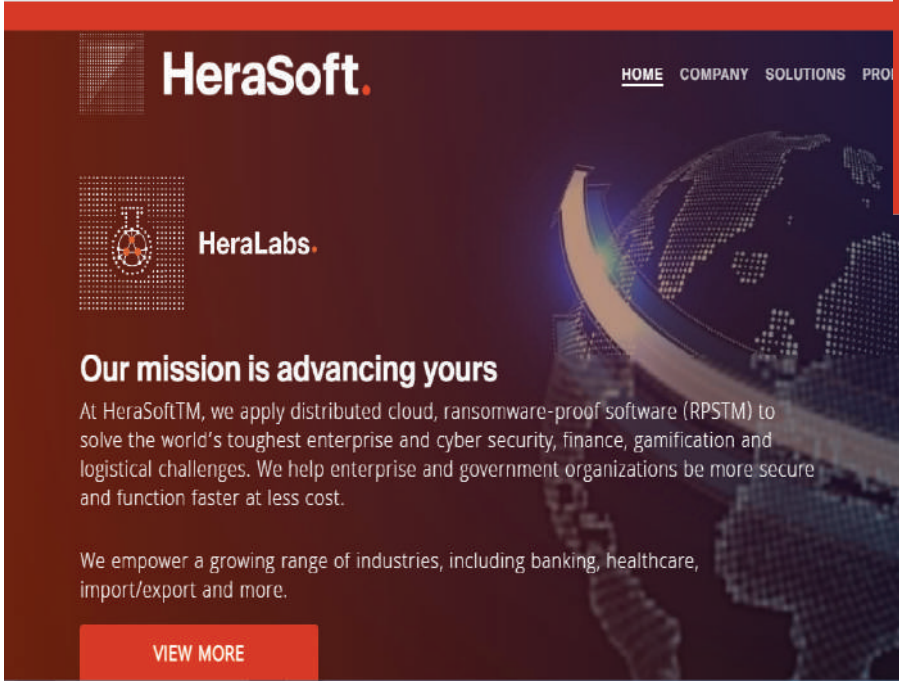 HeraSoft.
HOME COMPANY SOLUTIONS
HeraLabs.
Our mission is advancing yours
At HeraSoftTM, we apply distributed cloud, ransomware-proof software (RPSTM) to
solve the world's toughest enterprise and cyber security, finance, gamification and
logistical challenges. We help enterprise and government organizations be more secure
and function faster at less cost.
We empower a growing range of industries, including banking, healthcare,
import/export and more.
VIEW MORE